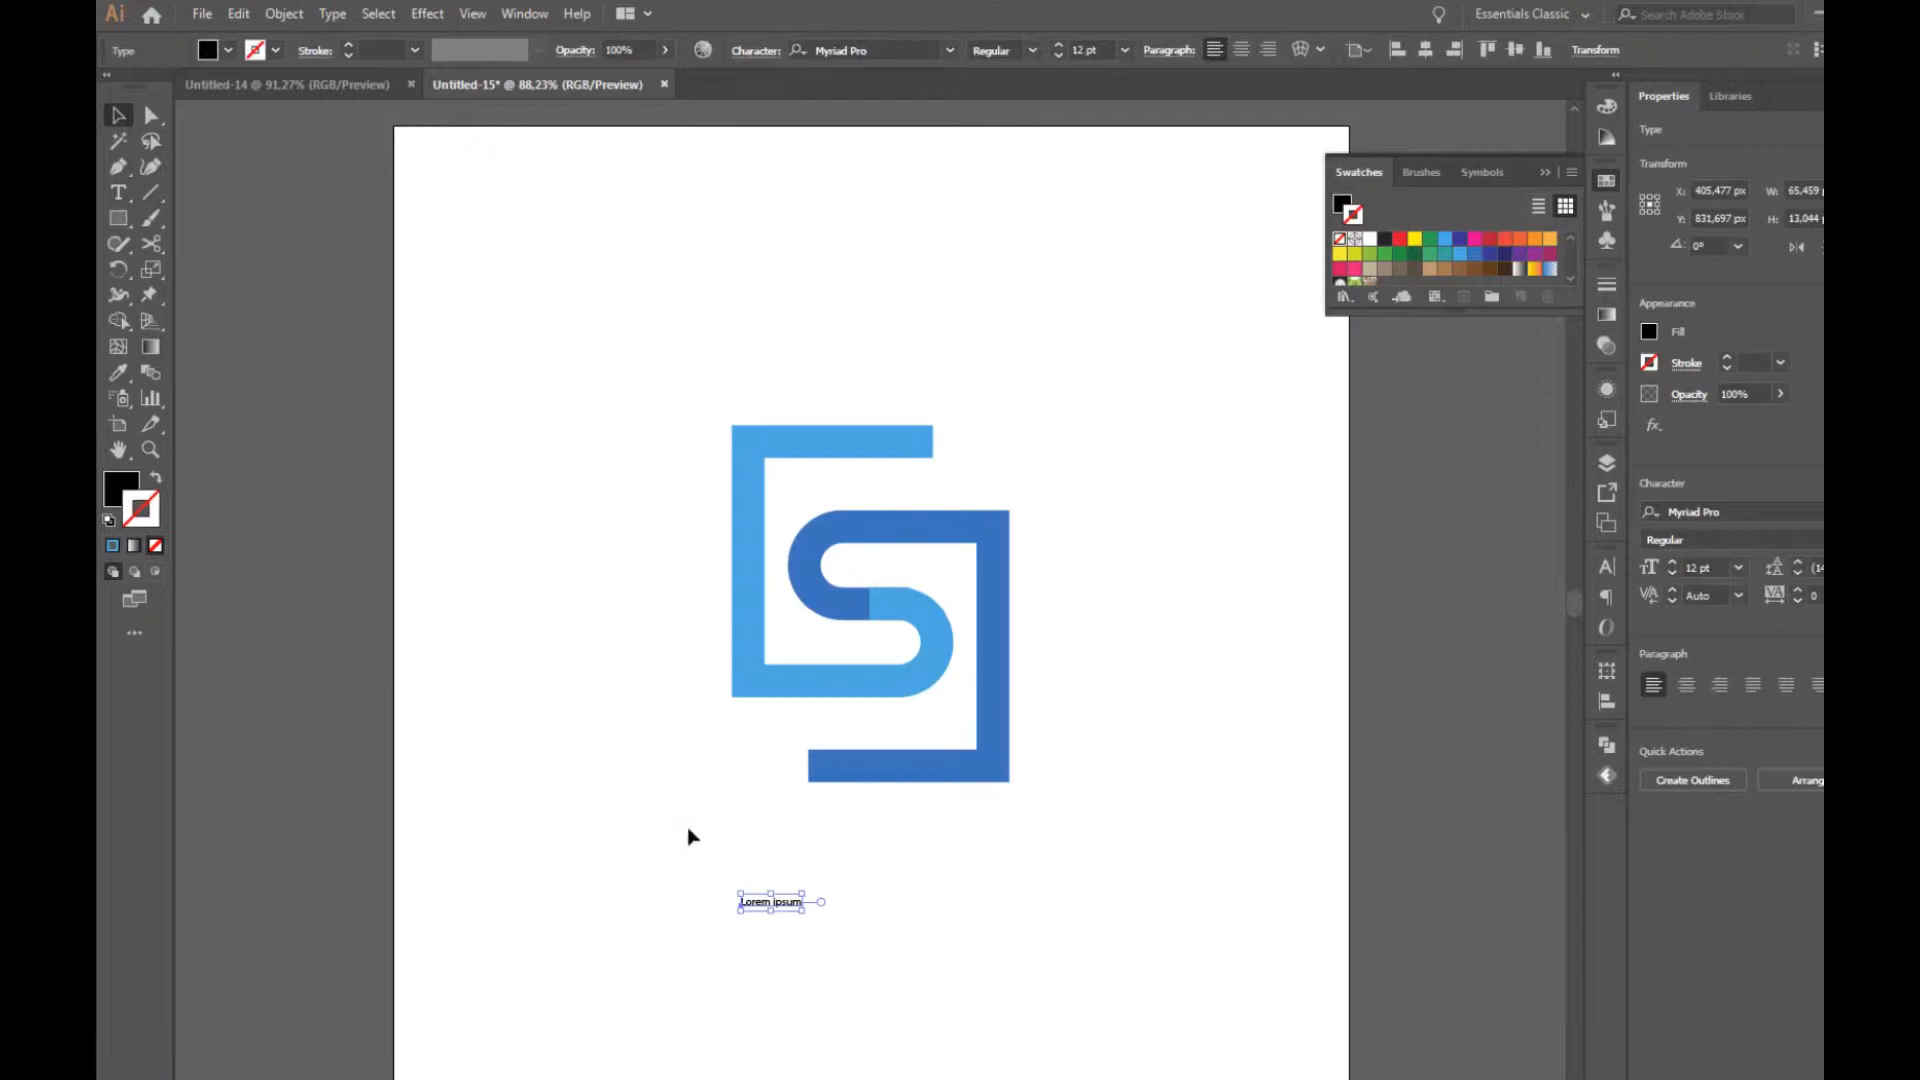 Ai File Edit Object Type Select Effect View Window Help Essentials Classic Search Adobe Stock
Type Stroke: Opacity: 100% Character: Myriad Pro Regular 12 pt Paragraph: Transform
Untitled-14 @ 91,27% (RGB/Preview) Untitled-15* @ 88,23% (RGB/Preview)
Properties Libraries
Type
Transform
X: 405,477 px W: 65,459
Y: 831,697 px H: 13,044
0°
Swatches Brushes Symbols
Appearance
Fill
Stroke
Opacity 100%
fx
Character
Myriad Pro
Regular
12 pt (14
Auto 0
Paragraph
Quick Actions
Create Outlines Arrang
Lorem ipsum